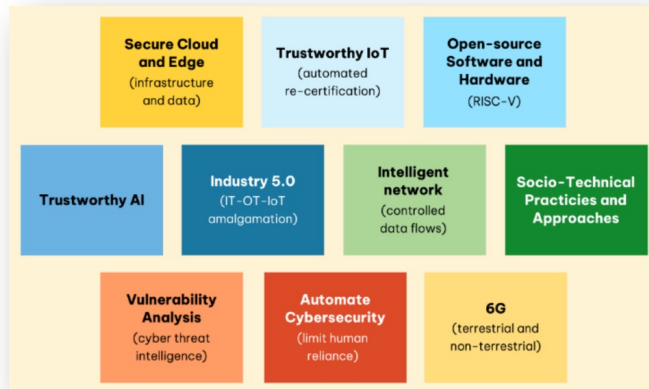 Secure Cloud
and Edge
(infrastructure
and data)
Trustworthy IoT
(automated
re-certification)
Open-source
Software and
Hardware
(RISC-V)
Trustworthy AI
Industry 5.0
(IT-OT-IoT
amalgamation)
Intelligent
network
(controlled
data flows)
Socio-Technical
Practicies and
Approaches
Vulnerability
Analysis
(cyber threat
intelligence)
Automate
Cybersecurity
(limit human
reliance)
6G
(terrestrial and
non-terrestrial)